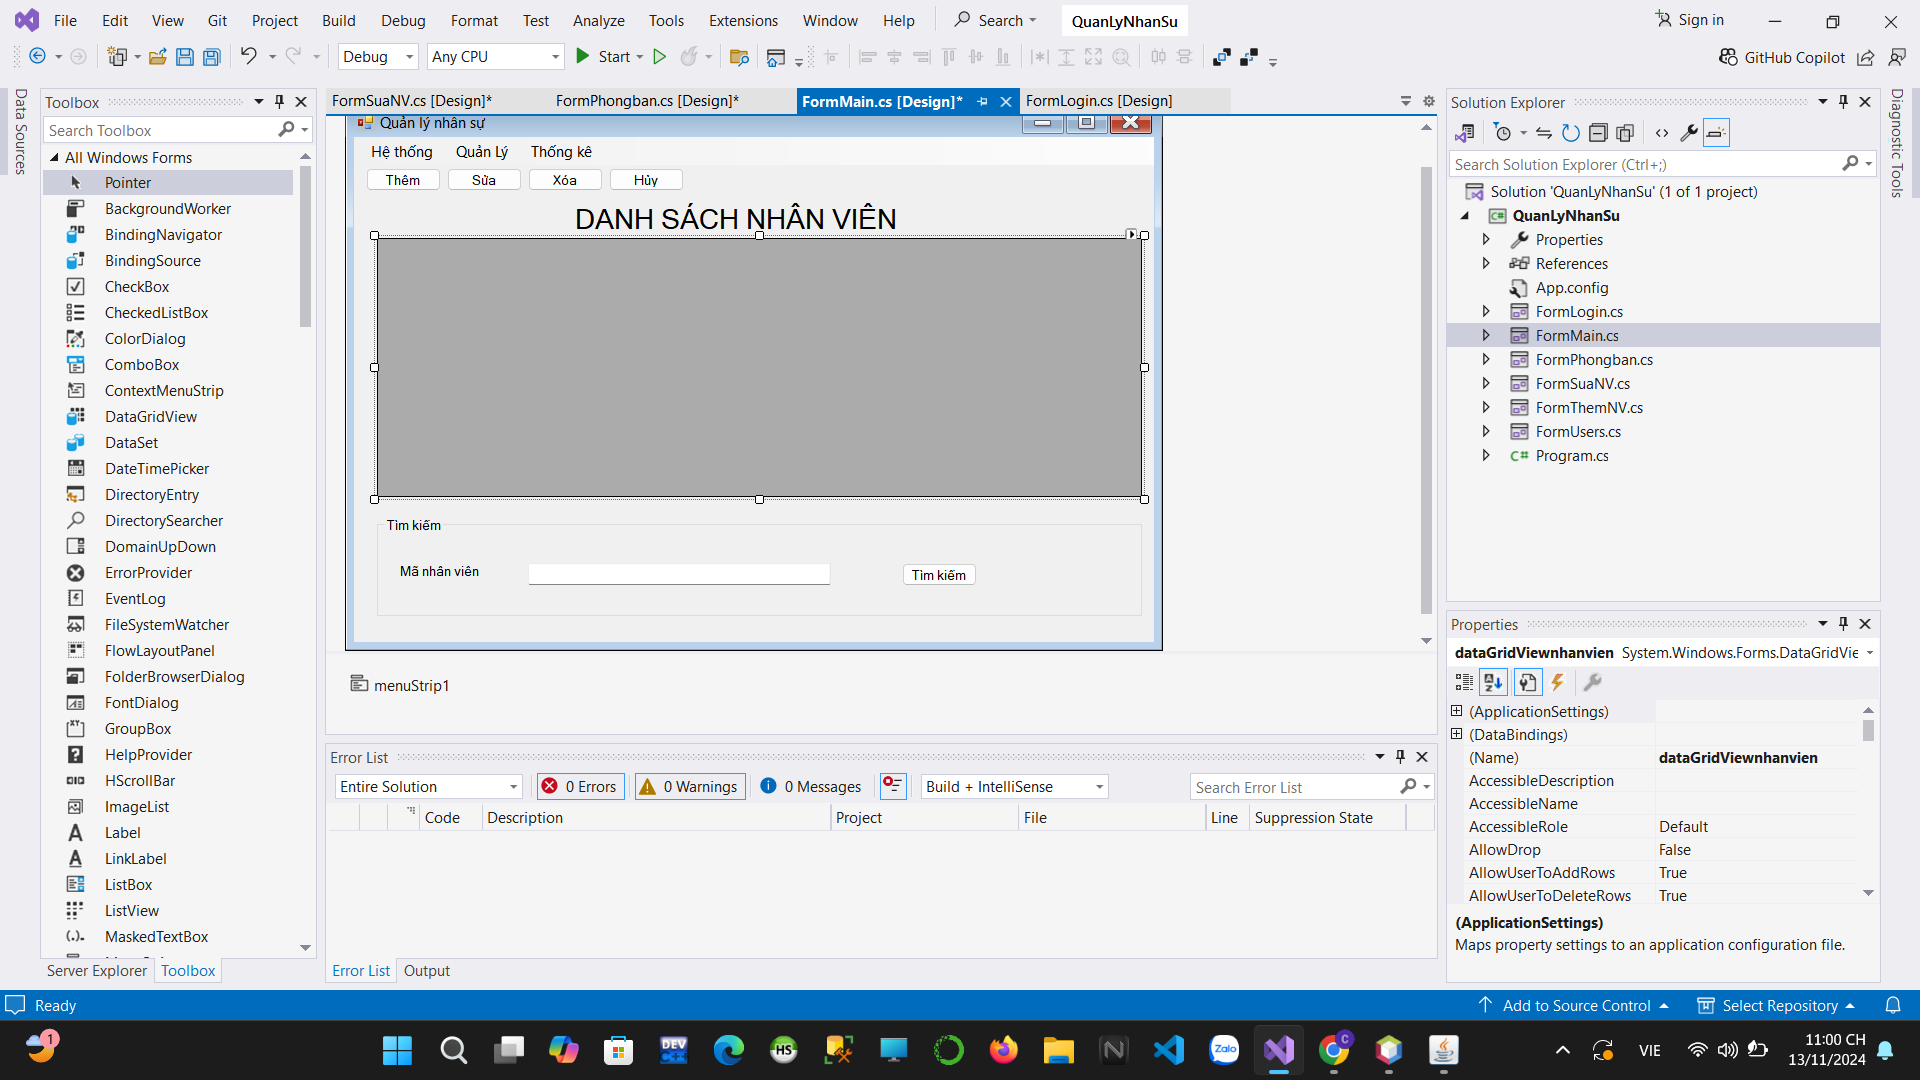 File Edit View Git Project Build Debug Format Test Analyze Tools Extensions Window Help Search QuanLyNhanSu Sign in
Debug Any CPU Start GitHub Copilot
Data Sources
Toolbox
Search Toolbox
All Windows Forms
Pointer
BackgroundWorker
BindingNavigator
BindingSource
CheckBox
CheckedListBox
ColorDialog
ComboBox
ContextMenuStrip
DataGridView
DataSet
DateTimePicker
DirectoryEntry
DirectorySearcher
DomainUpDown
ErrorProvider
EventLog
FileSystemWatcher
FlowLayoutPanel
FolderBrowserDialog
FontDialog
GroupBox
HelpProvider
HScrollBar
ImageList
Label
LinkLabel
ListBox
ListView
MaskedTextBox
Server Explorer Toolbox
FormSuaNV.cs [Design]* FormPhongban.cs [Design]* FormMain.cs [Design]* FormLogin.cs [Design]
Quản lý nhân sự
Hệ thống Quản Lý Thống kê
Thêm Sửa Xóa Hủy
DANH SÁCH NHÂN VIÊN
Tìm kiếm
Mã nhân viên Tìm kiếm
menuStrip1
Error List
Entire Solution 0 Errors 0 Warnings 0 Messages Build + IntelliSense Search Error List
Code Description Project File Line Suppression State
Error List Output
Solution Explorer
Search Solution Explorer (Ctrl+;)
Solution 'QuanLyNhanSu' (1 of 1 project)
QuanLyNhanSu
Properties
References
App.config
FormLogin.cs
FormMain.cs
FormPhongban.cs
FormSuaNV.cs
FormThemNV.cs
FormUsers.cs
Program.cs
Diagnostic Tools
Properties
dataGridViewnhanvien System.Windows.Forms.DataGridVie
(ApplicationSettings)
(DataBindings)
(Name) dataGridViewnhanvien
AccessibleDescription
AccessibleName
AccessibleRole Default
AllowDrop False
AllowUserToAddRows True
AllowUserToDeleteRows True
(ApplicationSettings)
Maps property settings to an application configuration file.
Ready Add to Source Control Select Repository
1 DEV C++ HS Zalo C VIE 11:00 CH
13/11/2024